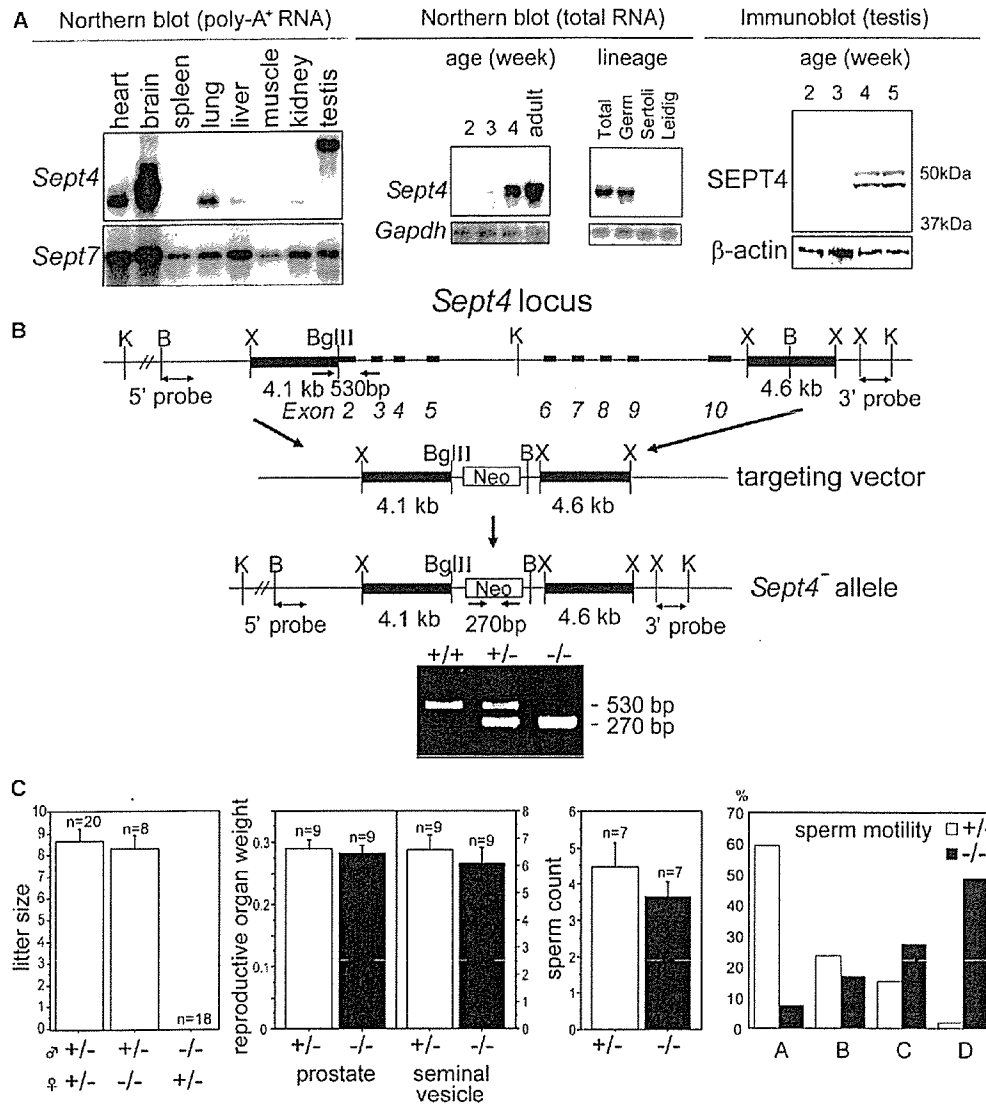 A
Northern blot (poly-A+ RNA)
Northern blot (total RNA)
Immunoblot (testis)
heart
brain
spleen
lung
liver
muscle
kidney
testis
Sept4
Sept7
age (week)
2 3 4 adult
lineage
Total
Germ
Sertoli
Leidig
Sept4
Gapdh
age (week)
2 3 4 5
SEPT4
50kDa
37kDa
β-actin
Sept4 locus
B
K B X BglII K X B X X K
5' probe
4.1 kb 530bp
4.6 kb
3' probe
Exon 2 3 4 5 6 7 8 9 10
X BglII Neo BX X
targeting vector
4.1 kb 4.6 kb
K B X BglII Neo BX X X K
Sept4- allele
5' probe 4.1 kb 270bp 4.6 kb 3' probe
+/+ +/- -/-
- 530 bp
- 270 bp
C
litter size
10
9
8
7
6
5
4
3
2
1
0
n=20 n=8 n=18
♂ +/- +/- -/-
♀ +/- -/- +/-
reproductive organ weight
0.3
0.2
0.1
0
n=9 n=9 n=9 n=9
8
7
6
5
4
3
2
1
0
+/- -/- +/- -/-
prostate
seminal
vesicle
sperm count
6
5
4
3
2
1
0
n=7 n=7
+/- -/-
%
70
60
50
40
30
20
10
0
sperm motility
+/-
-/-
A B C D